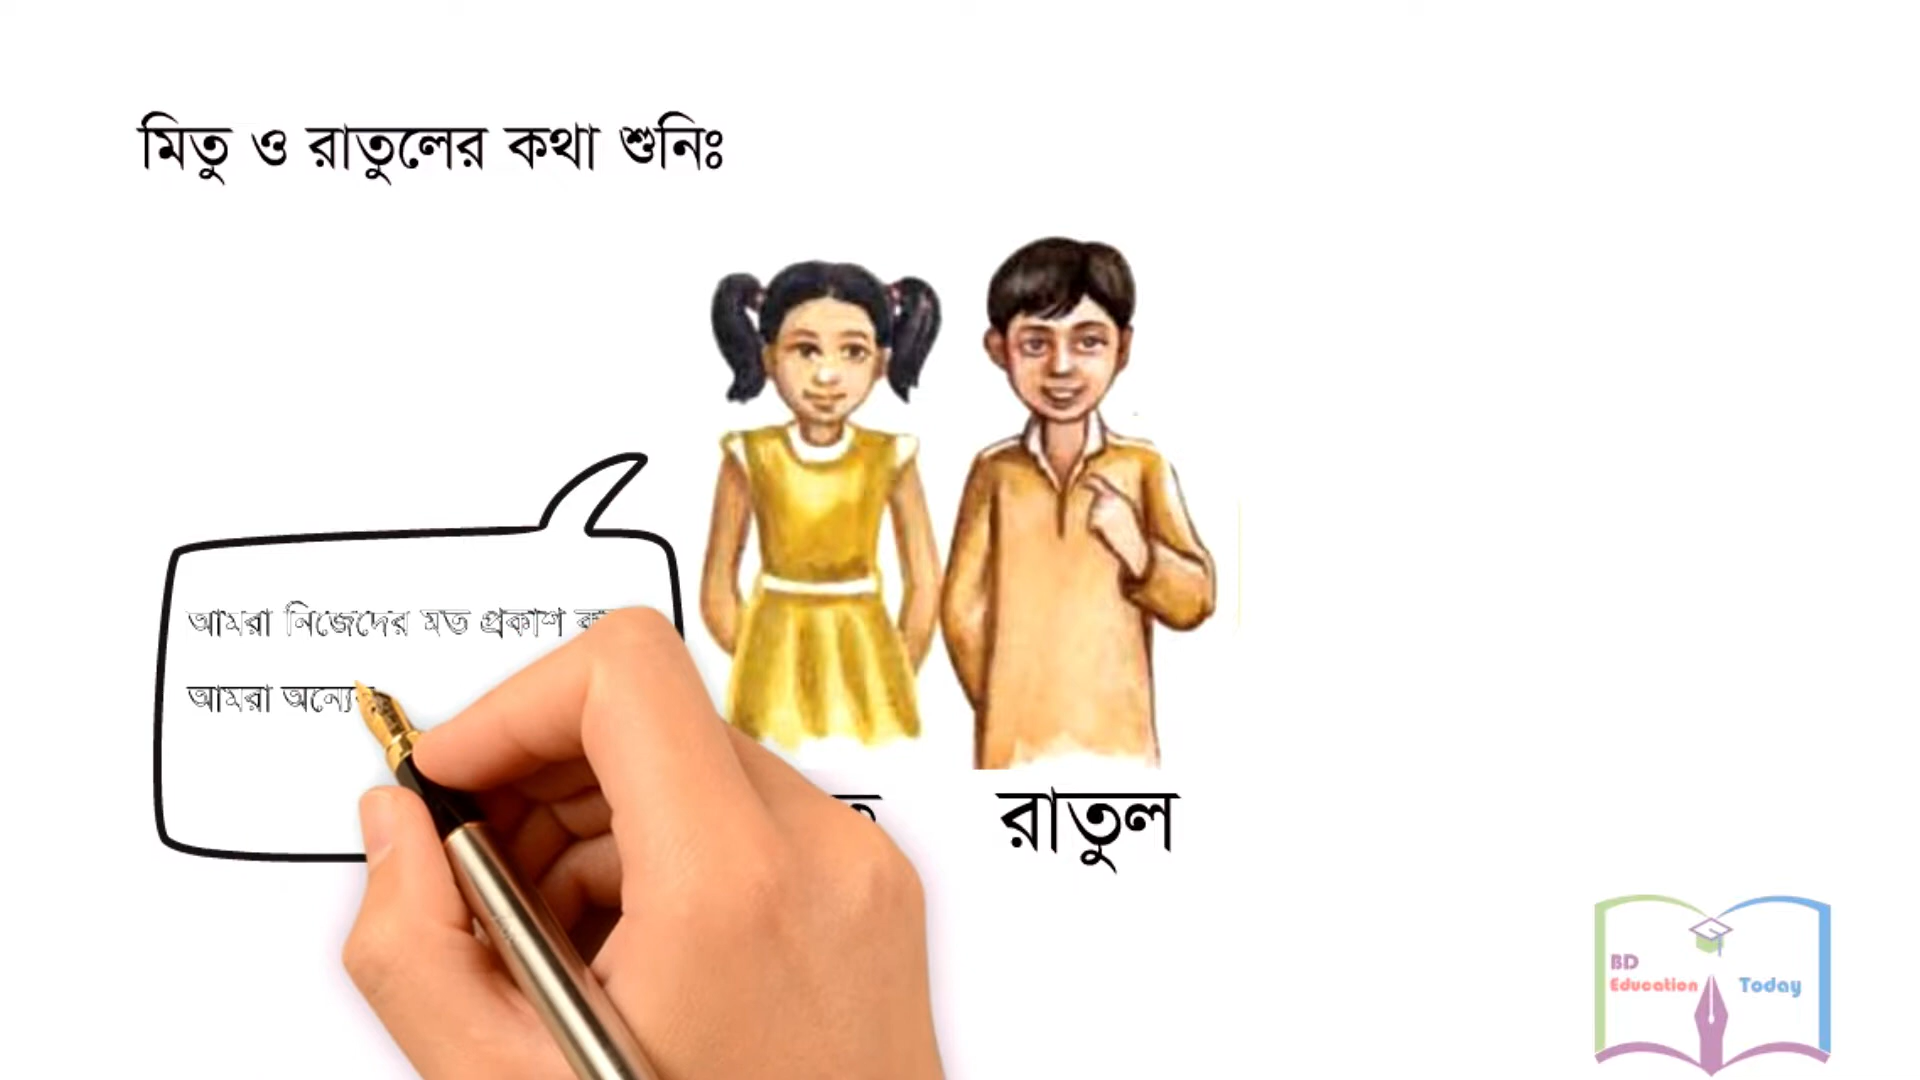 মিতু ও রাতুলের কথা শুনিঃ
আমরা নিজেদের মত প্রকাশ
আমরা
রাতুল
BD
Education Today